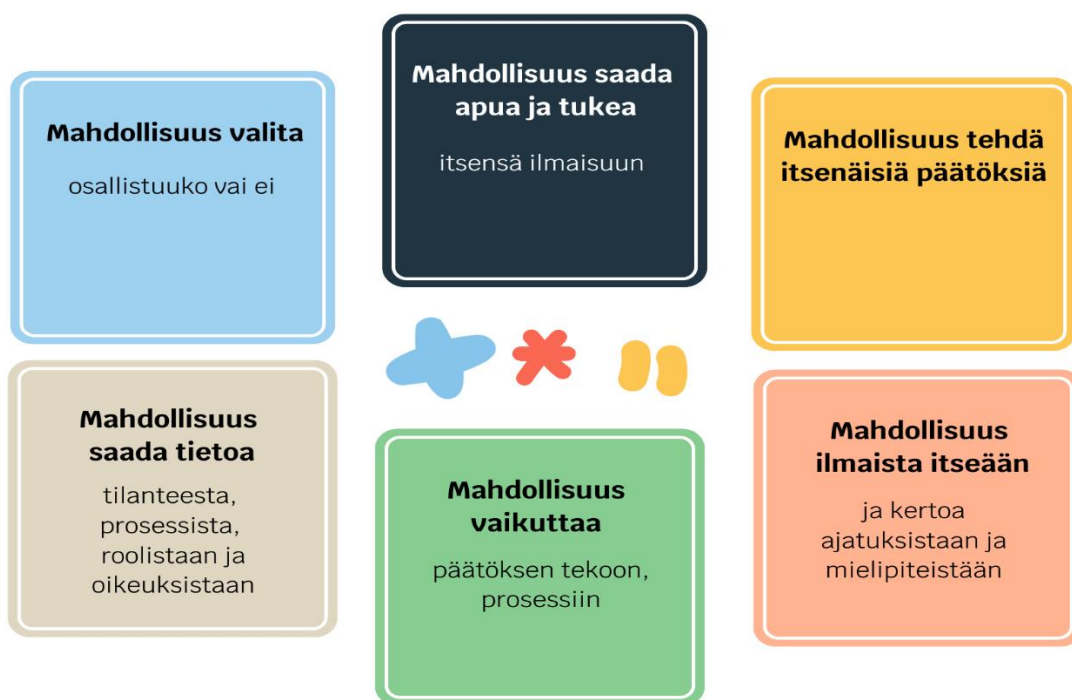 Mahdollisuus valita
osallistuuko vai ei
Mahdollisuus saada
apua ja tukea
itsensä ilmaisuun
Mahdollisuus tehdä
itsenäisiä päätöksiä
Mahdollisuus
saada tietoa
tilanteesta,
prosessista,
roolistaan ja
oikeuksistaan
Mahdollisuus
vaikuttaa
päätöksen tekoon,
prosessiin
Mahdollisuus
ilmaista itseään
ja kertoa
ajatuksistaan ja
mielipiteistään